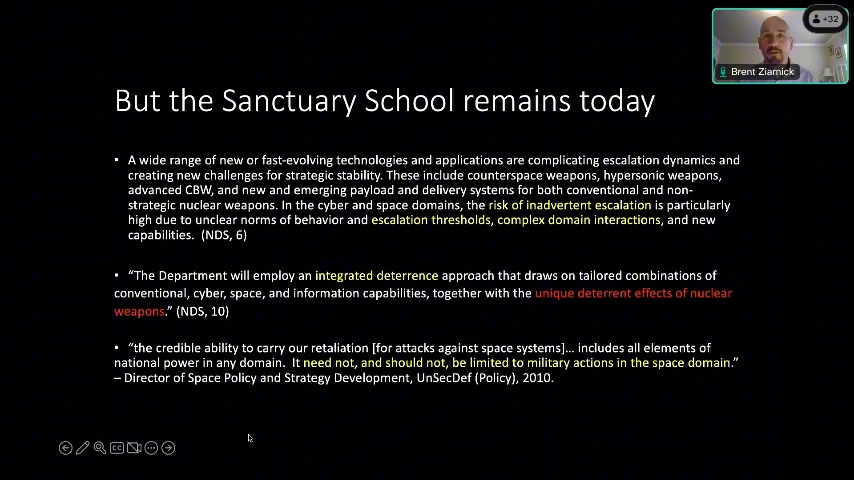 +32
Brent Ziarnick
But the Sanctuary School remains today
• A wide range of new or fast-evolving technologies and applications are complicating escalation dynamics and
creating new challenges for strategic stability. These include counterspace weapons, hypersonic weapons,
advanced CBW, and new and emerging payload and delivery systems for both conventional and non-
strategic nuclear weapons. In the cyber and space domains, the risk of inadvertent escalation is particularly
high due to unclear norms of behavior and escalation thresholds, complex domain interactions, and new
capabilities. (NDS, 6)
• “The Department will employ an integrated deterrence approach that draws on tailored combinations of
conventional, cyber, space, and information capabilities, together with the unique deterrent effects of nuclear
weapons.” (NDS, 10)
• “the credible ability to carry our retaliation [for attacks against space systems]… includes all elements of
national power in any domain. It need not, and should not, be limited to military actions in the space domain.”
– Director of Space Policy and Strategy Development, UnSecDef (Policy), 2010.
CC